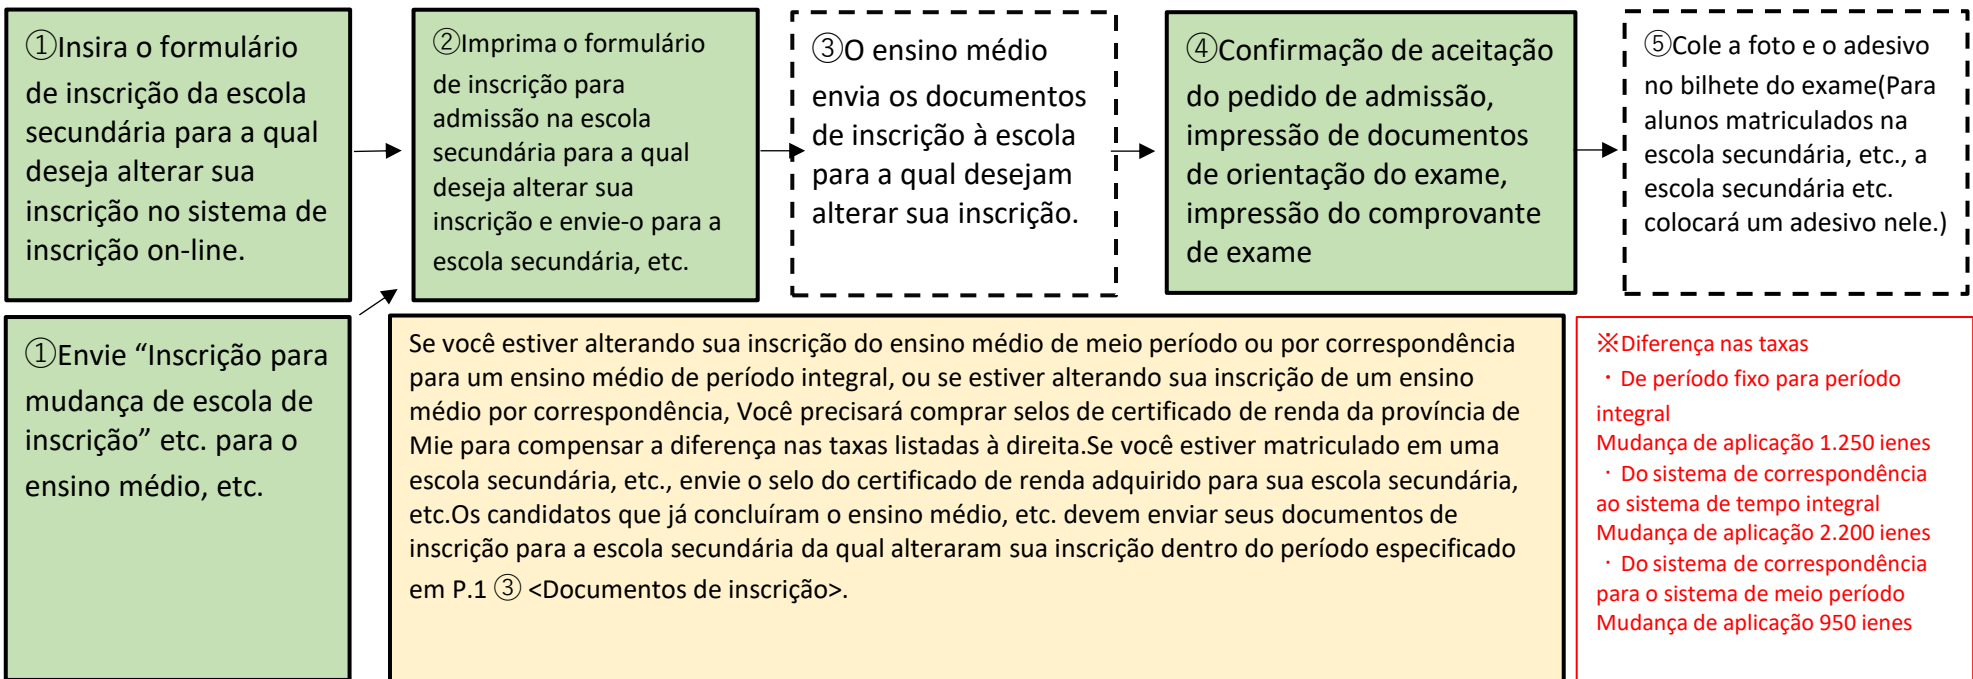 ①Insira o formulário
de inscrição da escola
secundária para a qual
deseja alterar sua
inscrição no sistema de
inscrição on-line.
②Imprima o formulário
de inscrição para
admissão na escola
secundária para a qual
deseja alterar sua
inscrição e envie-o para a
escola secundária, etc.
③O ensino médio
envia os documentos
de inscrição à escola
para a qual desejam
alterar sua inscrição.
④Confirmação de aceitação
do pedido de admissão,
impressão de documentos
de orientação do exame,
impressão do comprovante
de exame
⑤Cole a foto e o adesivo
no bilhete do exame(Para
alunos matriculados na
escola secundária, etc., a
escola secundária etc.
colocará um adesivo nele.)
①Envie “Inscrição para
mudança de escola de
inscrição” etc. para o
ensino médio, etc.
Se você estiver alterando sua inscrição do ensino médio de meio período ou por correspondência
para um ensino médio de período integral, ou se estiver alterando sua inscrição de um ensino
médio por correspondência, Você precisará comprar selos de certificado de renda da província de
Mie para compensar a diferença nas taxas listadas à direita.Se você estiver matriculado em uma
escola secundária, etc., envie o selo do certificado de renda adquirido para sua escola secundária,
etc.Os candidatos que já concluíram o ensino médio, etc. devem enviar seus documentos de
inscrição para a escola secundária da qual alteraram sua inscrição dentro do período especificado
em P.1 ③ <Documentos de inscrição>.
※Diferença nas taxas
・De período fixo para período
integral
Mudança de aplicação 1.250 ienes
・Do sistema de correspondência
ao sistema de tempo integral
Mudança de aplicação 2.200 ienes
・Do sistema de correspondência
para o sistema de meio período
Mudança de aplicação 950 ienes